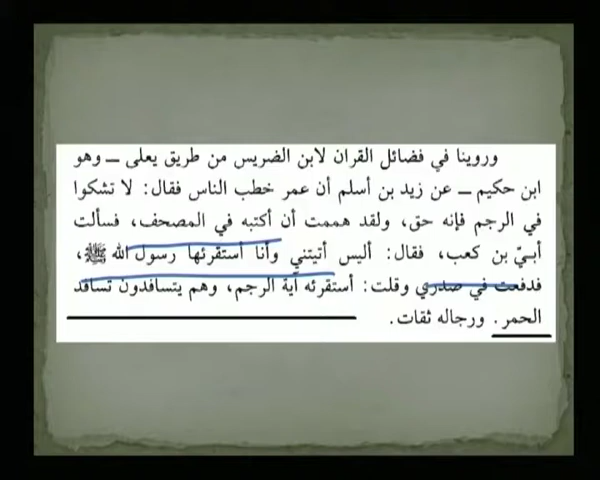 وروينا في فضائل القران لابن الضريس من طريق يعلى ــ وهو
ابن حكيم ــ عن زيد بن أسلم أن عمر خطب الناس فقال: لا تشكوا
في الرجم فإنه حق، ولقد هممت أن أكتبه في المصحف، فسألت
أبيّ بن كعب، فقال: أليس أتيتني وأنا أستقرئها رسول الله ﷺ،
فدفعت في صدري وقلت: أستقرئه آية الرجم، وهم يتسافدون تسافد
الحمر. ورجاله ثقات.